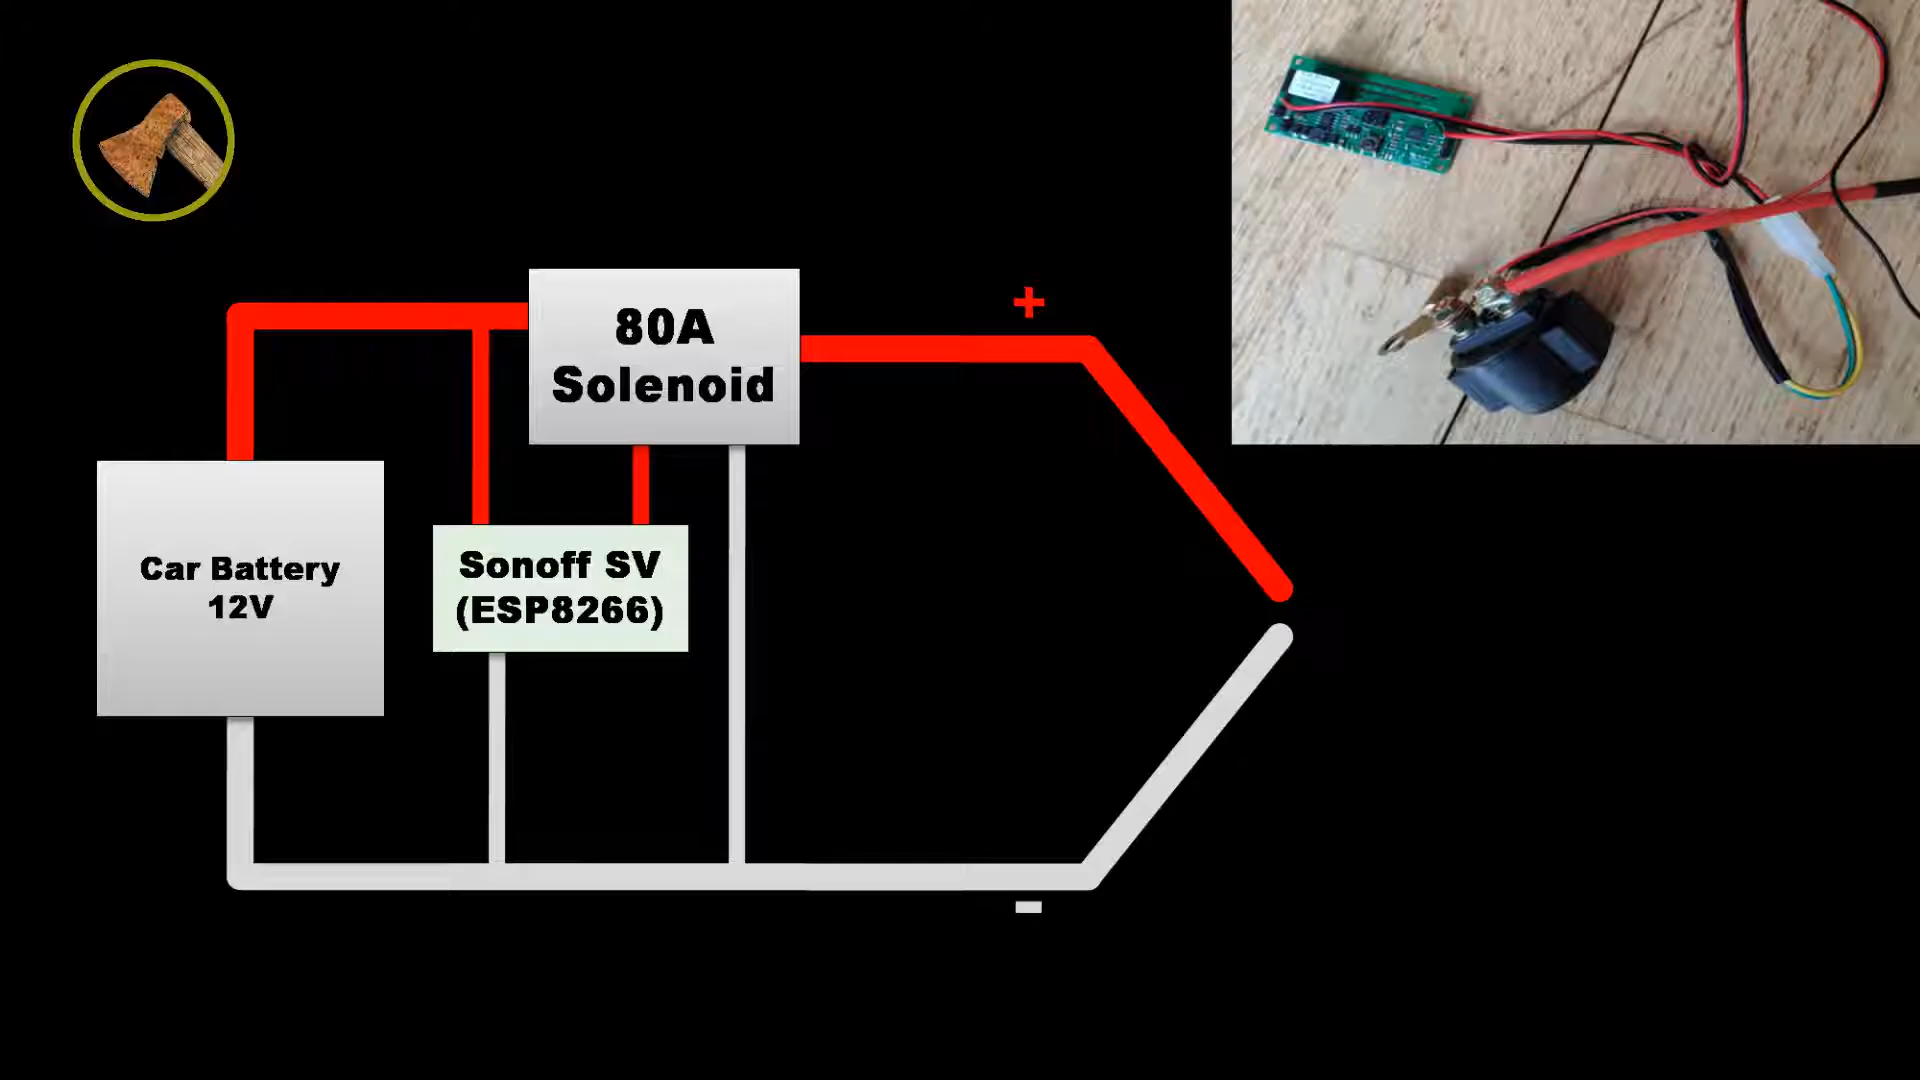 80A
Solenoid
+
Car Battery
12V
Sonoff SV
(ESP8266)
-